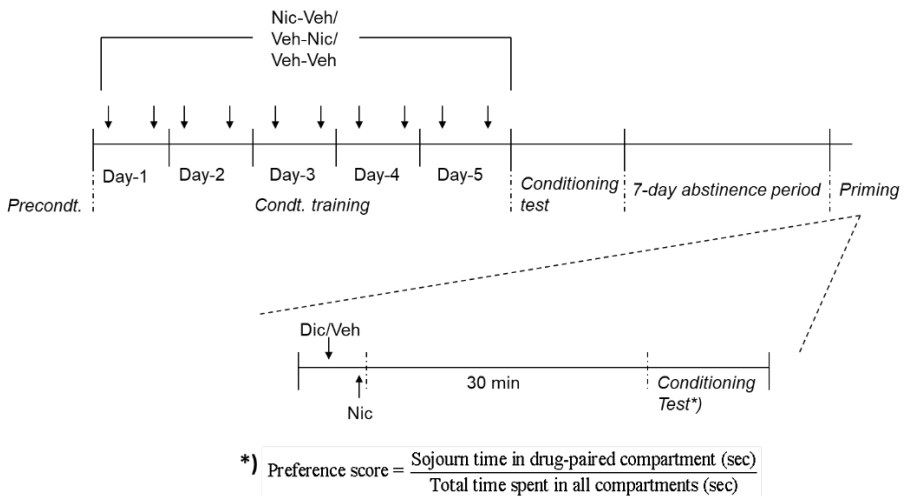 Nic-Veh/
Veh-Nic/
Veh-Veh
Day-1 Day-2 Day-3 Day-4 Day-5
Precondt. Condt. training Conditioning test 7-day abstinence period Priming
Dic/Veh
30 min
Conditioning
Test*)
Nic
*) Preference score = Sojourn time in drug-paired compartment (sec)
Total time spent in all compartments (sec)